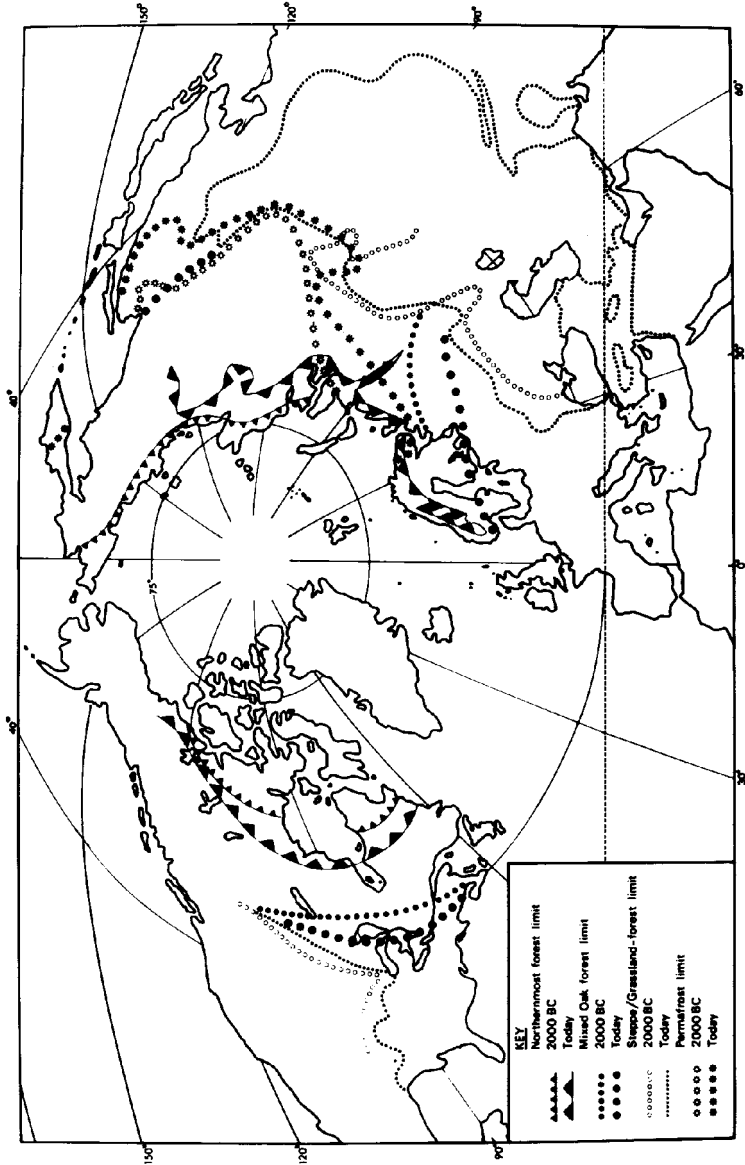 40°
40°
150°
150°
75°
120°
120°
90°
90°
KEY
Northernmost forest limit
2000 BC
Today
Mixed Oak forest limit
2000 BC
Today
Steppe/Grassland-forest limit
2000 BC
Today
Permafrost limit
2000 BC
Today
30°
0°
30°
60°